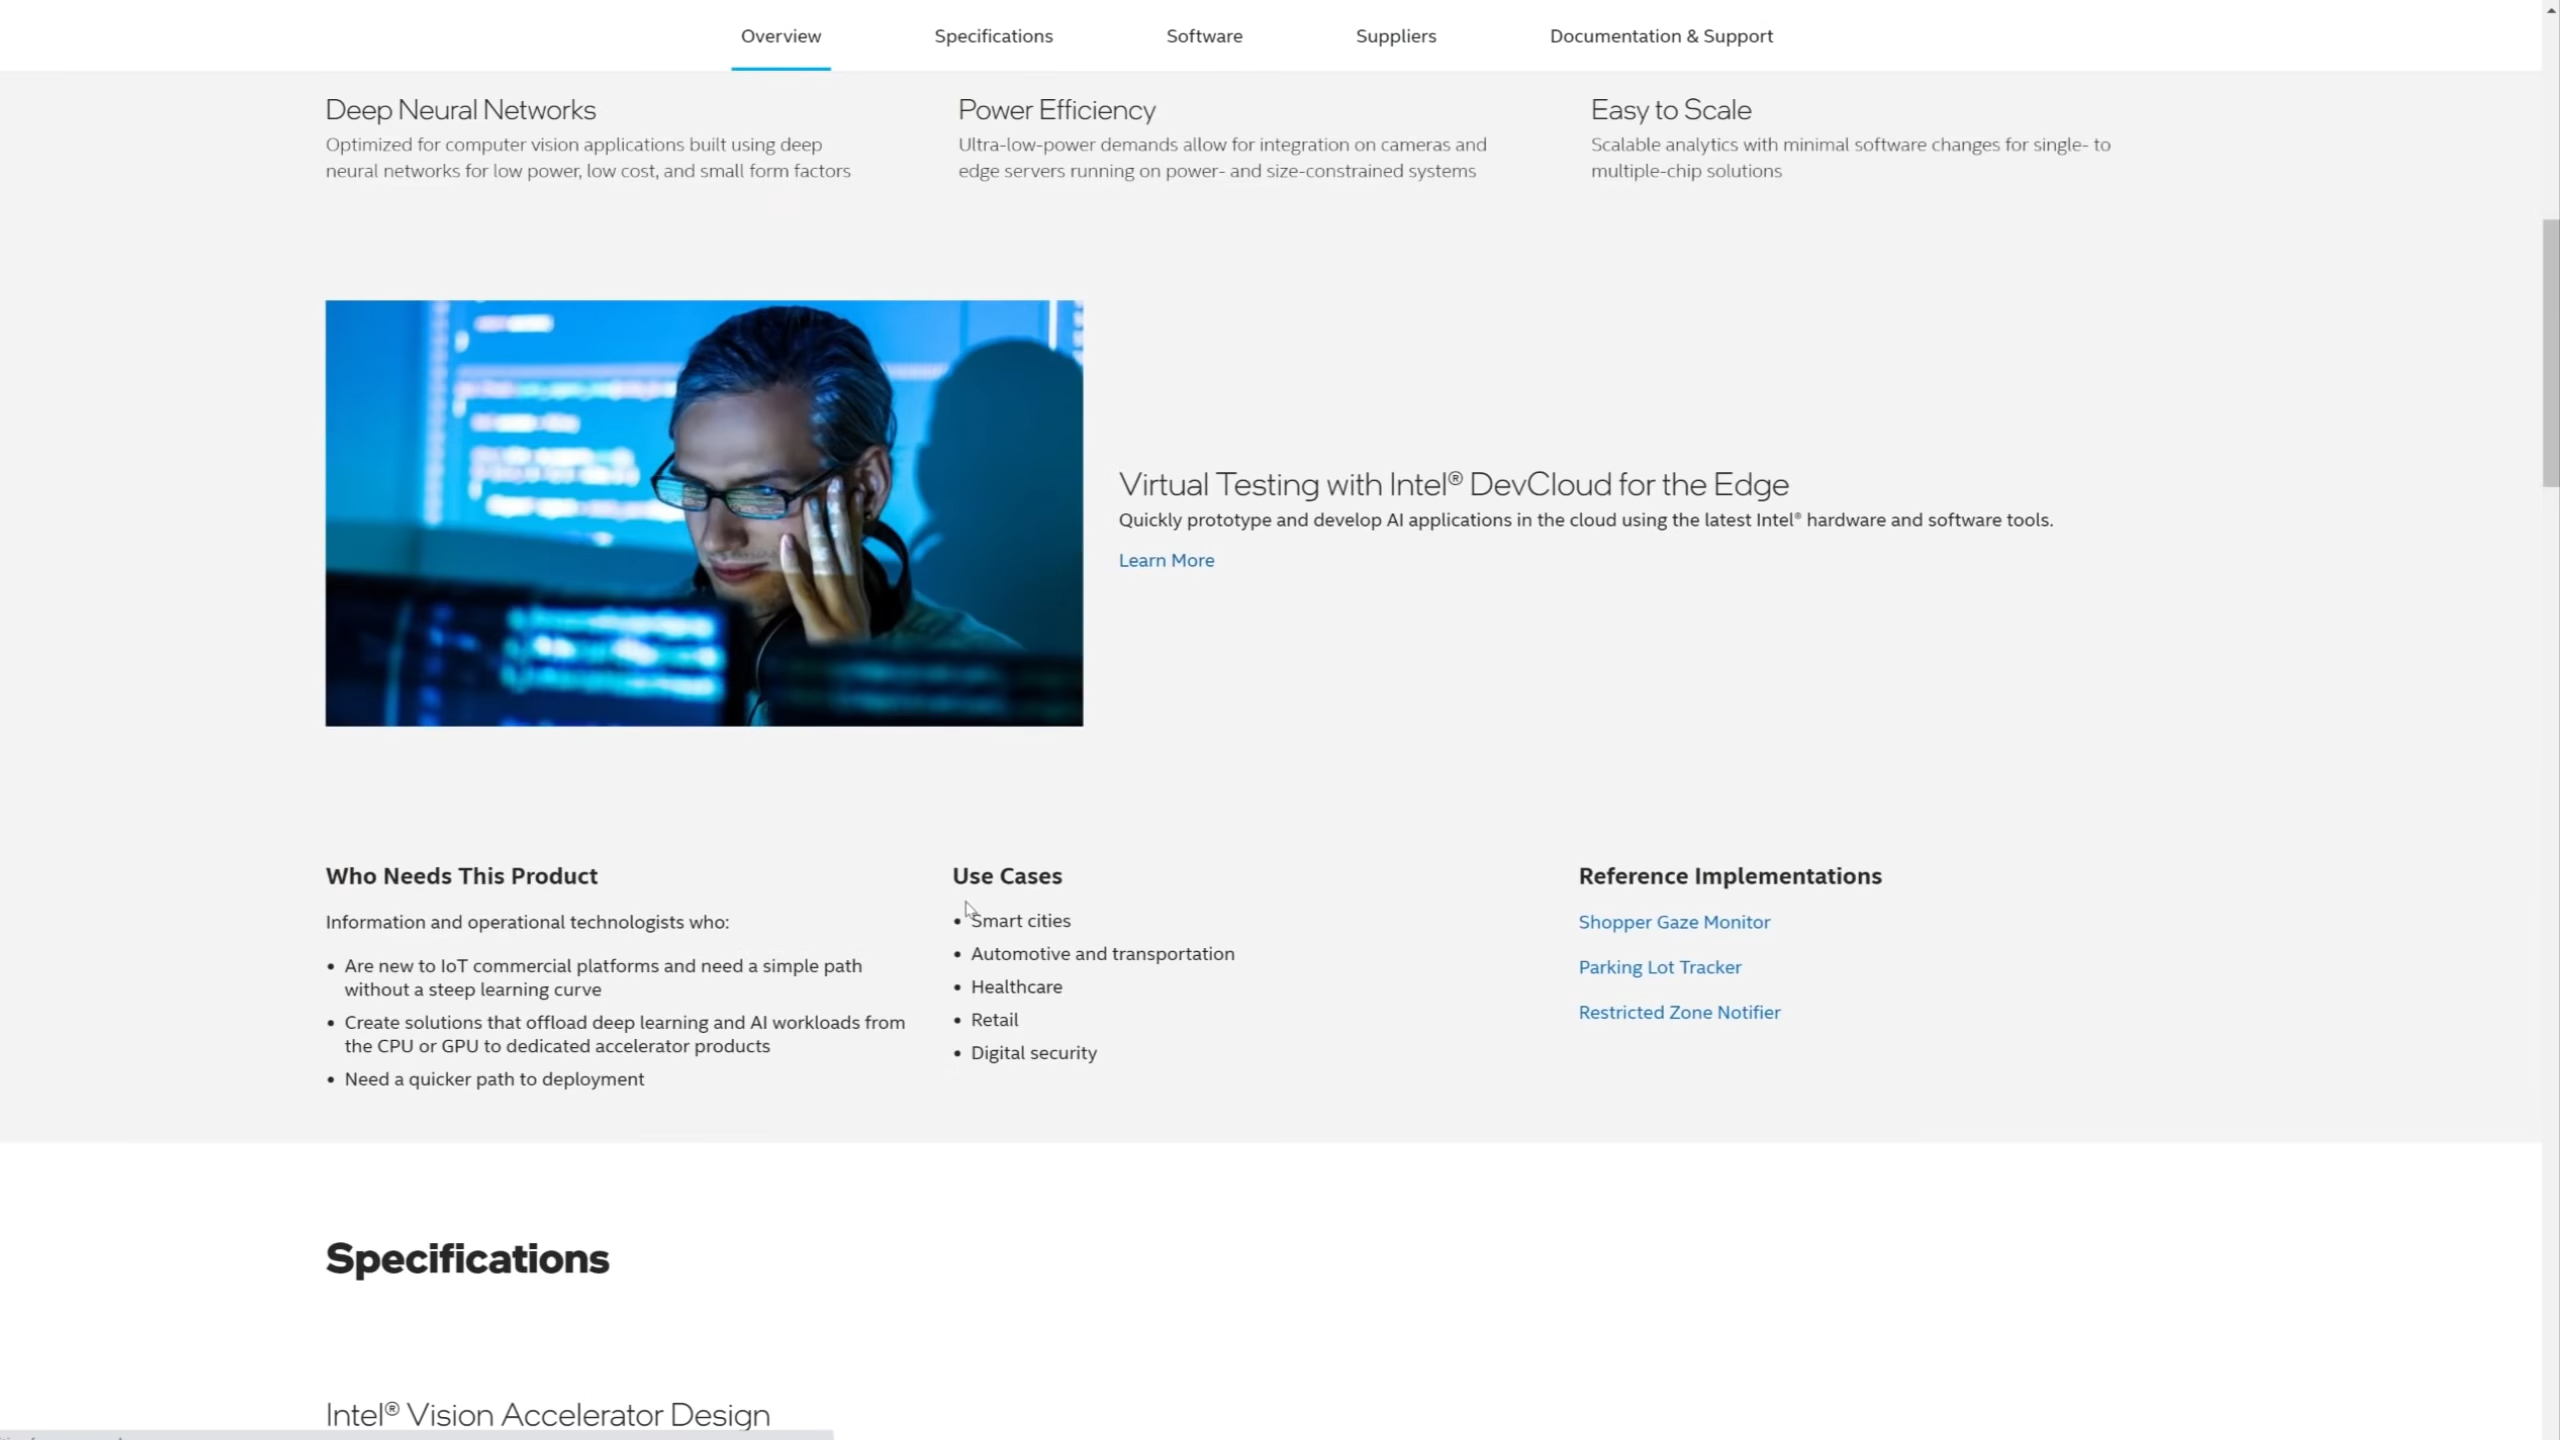 Overview Specifications Software Suppliers Documentation & Support
Deep Neural Networks
Optimized for computer vision applications built using deep
neural networks for low power, low cost, and small form factors
Power Efficiency
Ultra-low-power demands allow for integration on cameras and
edge servers running on power- and size-constrained systems
Easy to Scale
Scalable analytics with minimal software changes for single- to
multiple-chip solutions
Virtual Testing with Intel® DevCloud for the Edge
Quickly prototype and develop AI applications in the cloud using the latest Intel® hardware and software tools.
Learn More
Who Needs This Product
Information and operational technologists who:
• Are new to IoT commercial platforms and need a simple path
without a steep learning curve
• Create solutions that offload deep learning and AI workloads from
the CPU or GPU to dedicated accelerator products
• Need a quicker path to deployment
Use Cases
• Smart cities
• Automotive and transportation
• Healthcare
• Retail
• Digital security
Reference Implementations
Shopper Gaze Monitor
Parking Lot Tracker
Restricted Zone Notifier
Specifications
Intel® Vision Accelerator Design